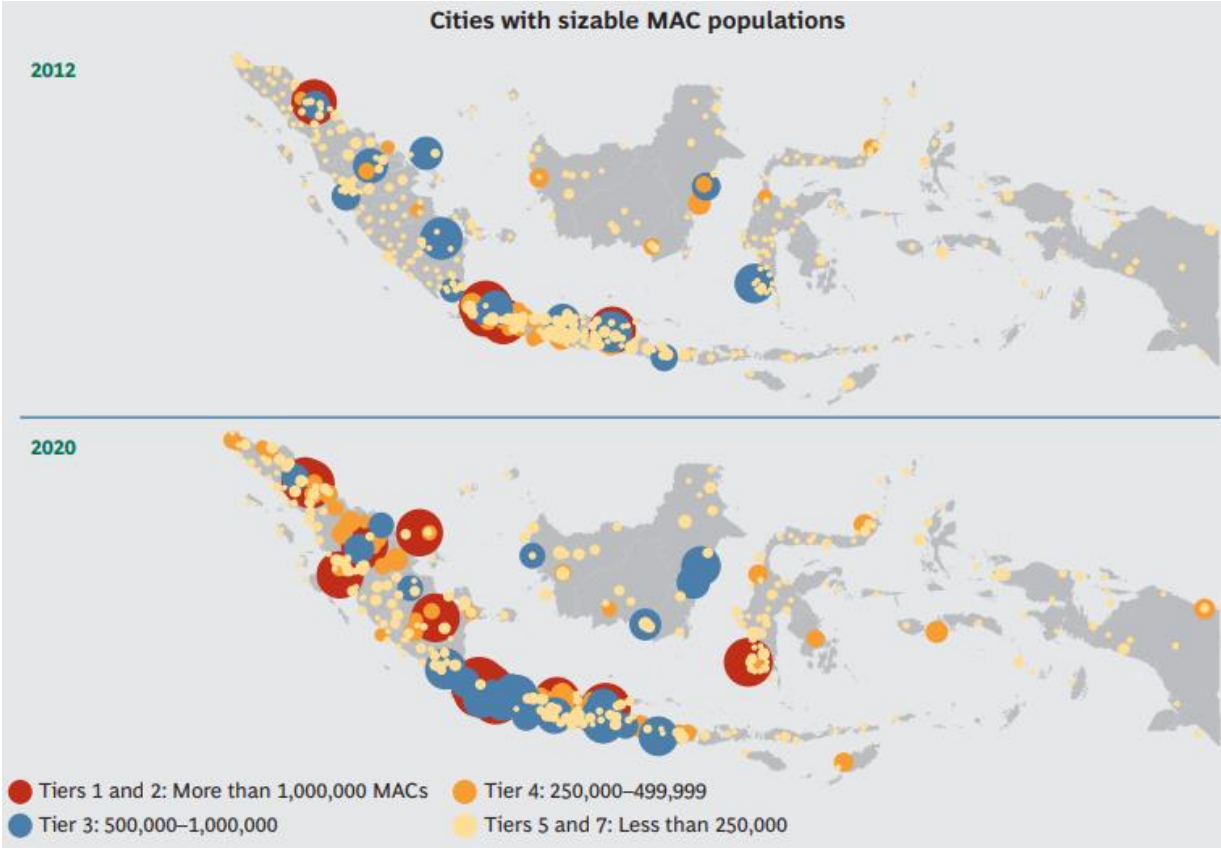 Cities with sizable MAC populations
2012
2020
Tiers 1 and 2: More than 1,000,000 MACs
Tier 4: 250,000–499,999
Tier 3: 500,000–1,000,000
Tiers 5 and 7: Less than 250,000